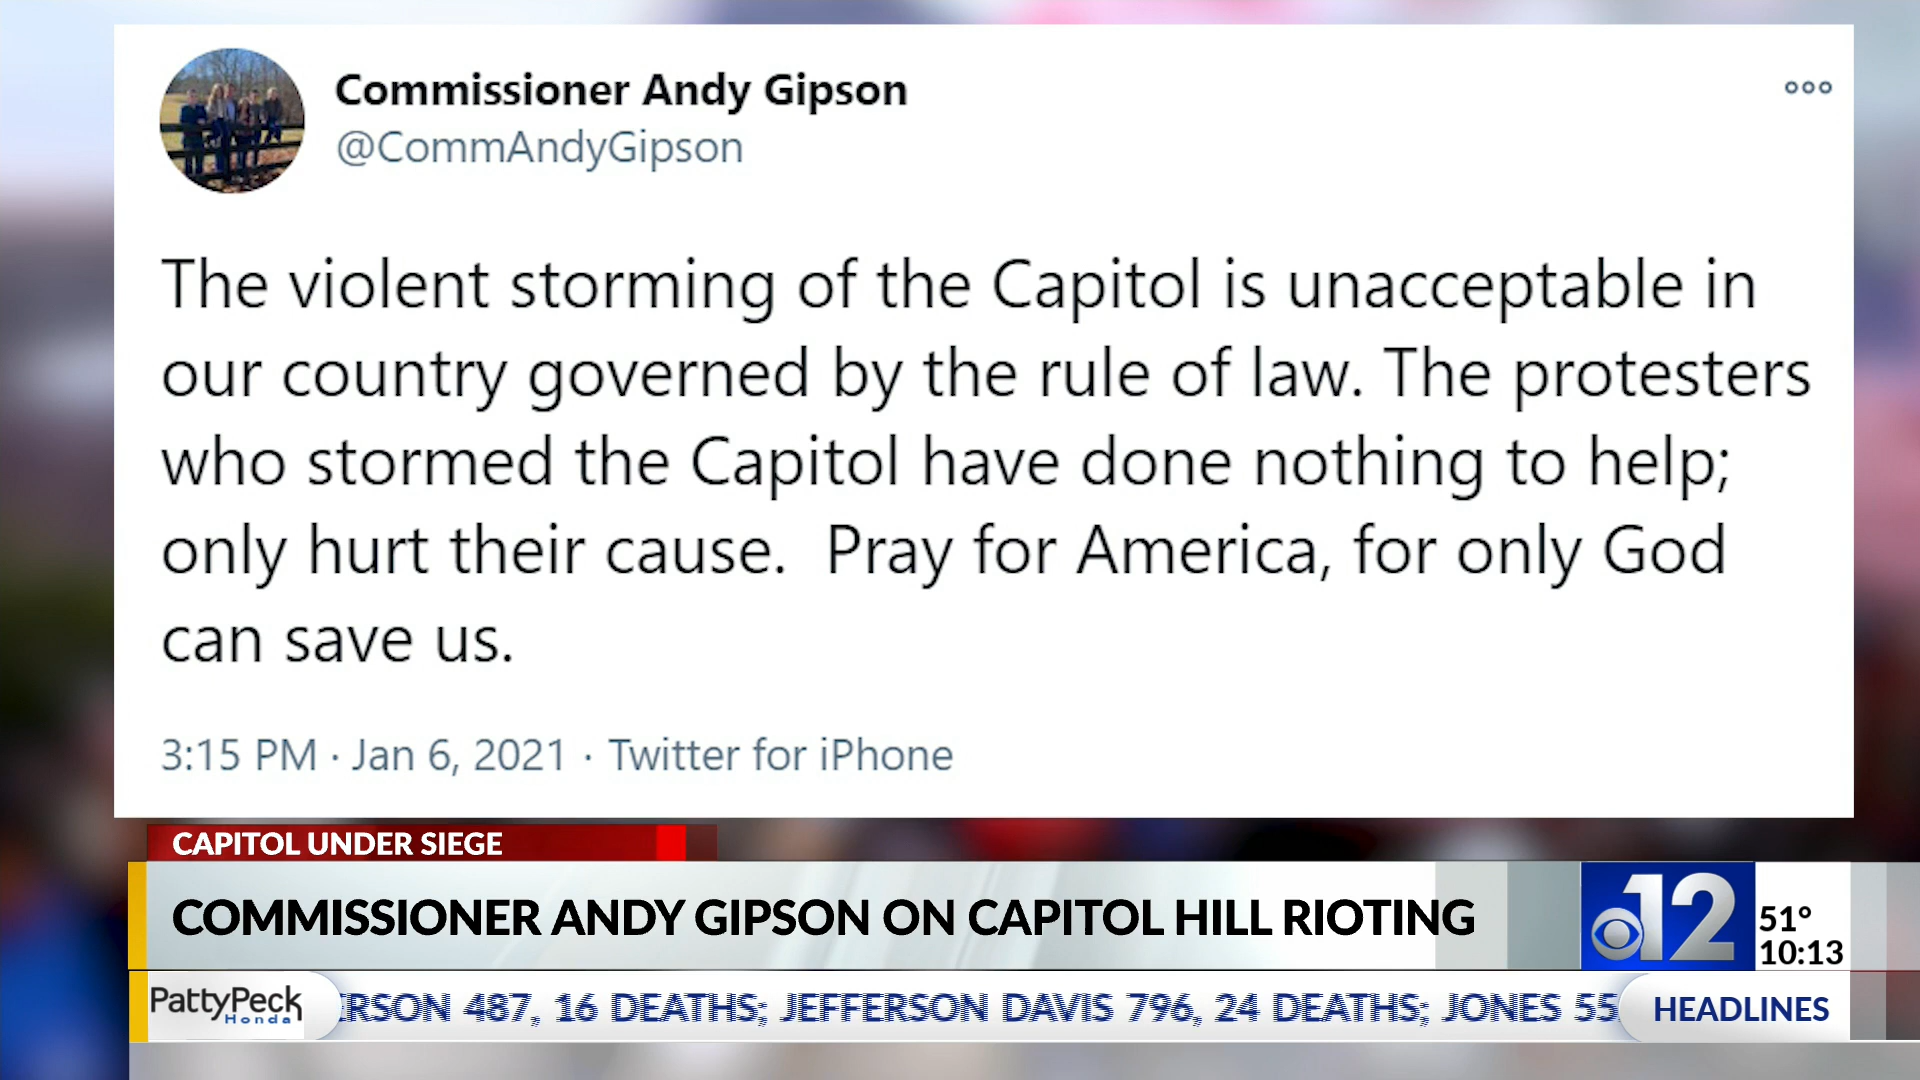 Commissioner Andy Gipson
@CommAndyGipson
The violent storming of the Capitol is unacceptable in
our country governed by the rule of law. The protesters
who stormed the Capitol have done nothing to help;
only hurt their cause.  Pray for America, for only God
can save us.
3:15 PM · Jan 6, 2021 · Twitter for iPhone
CAPITOL UNDER SIEGE
COMMISSIONER ANDY GIPSON ON CAPITOL HILL RIOTING
12
51°
10:13
PattyPeck
Honda
ERSON 487, 16 DEATHS; JEFFERSON DAVIS 796, 24 DEATHS; JONES 55
HEADLINES